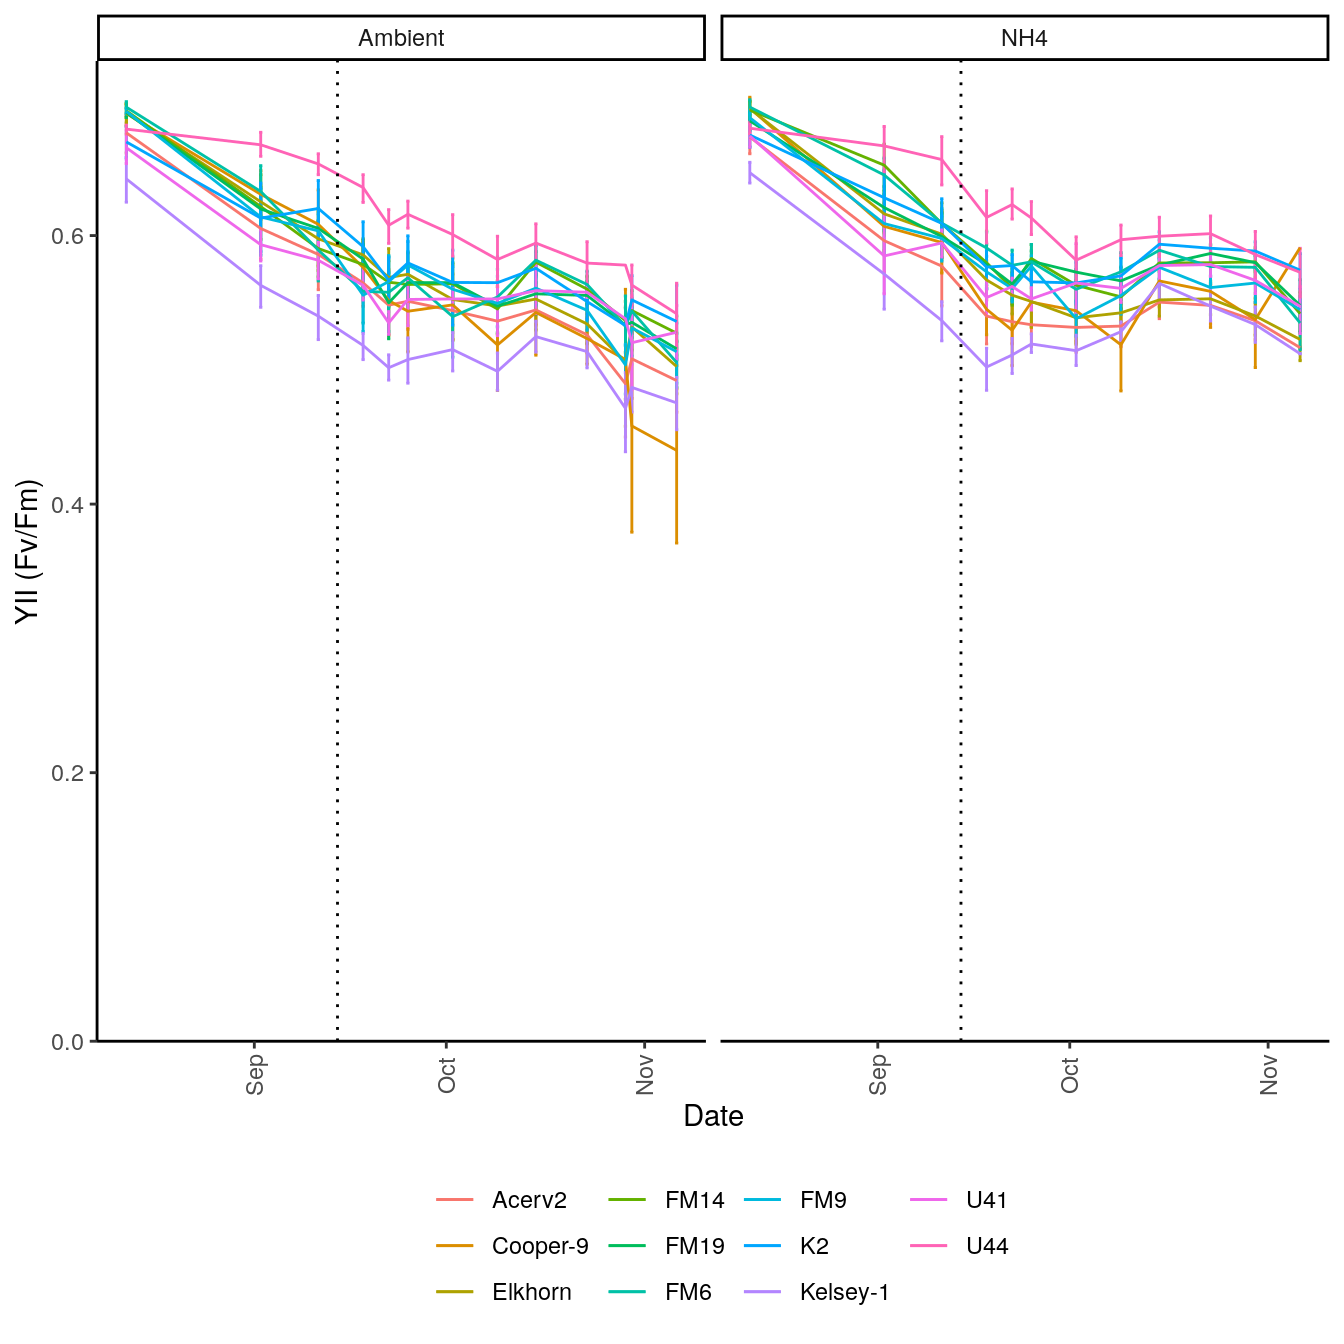 Ambient
NH4
YII (Fv/Fm)
0.6
0.4
0.2
0.0
Sep
Oct
Nov
Sep
Oct
Nov
Date
Acerv2
FM14
FM9
U41
Cooper-9
FM19
K2
U44
Elkhorn
FM6
Kelsey-1